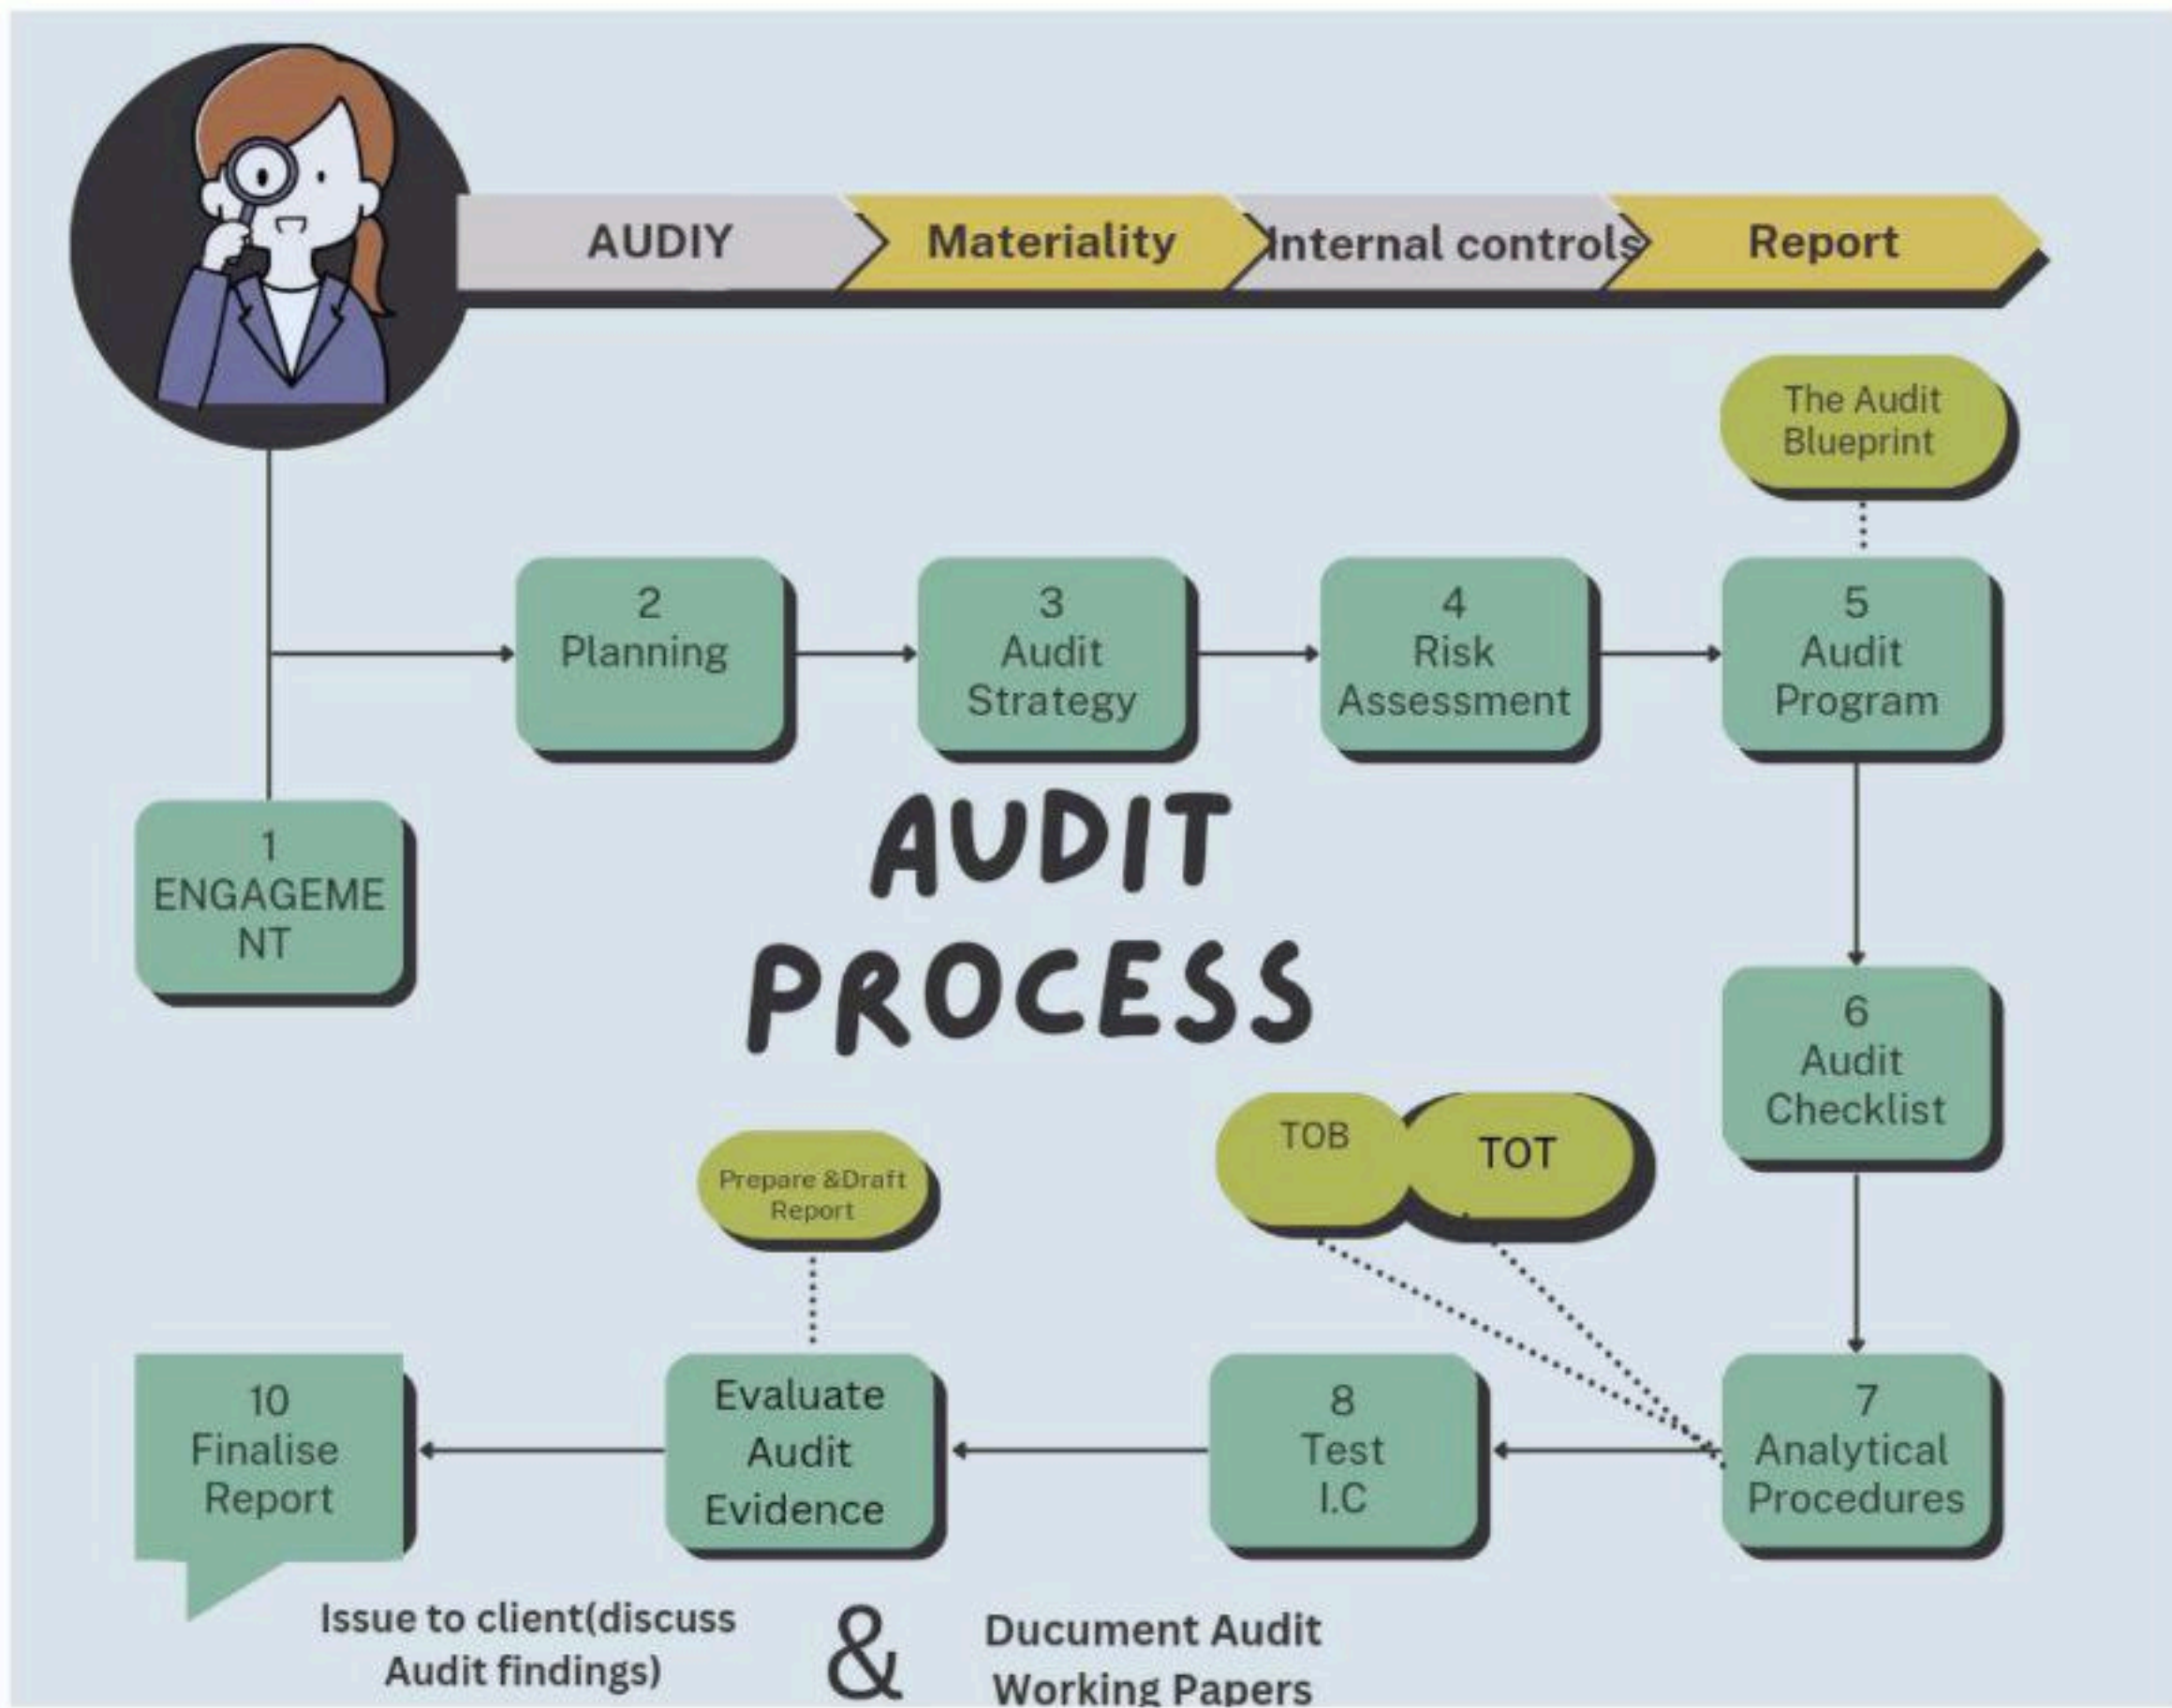 AUDIY
Materiality
Internal controls
Report
The Audit
Blueprint
2
Planning
3
Audit
Strategy
4
Risk
Assessment
5
Audit
Program
1
ENGAGEME
NT
AUDIT
PROCESS
6
Audit
Checklist
TOB
TOT
Prepare &Draft
Report
10
Finalise
Report
Evaluate
Audit
Evidence
8
Test
I.C
7
Analytical
Procedures
Issue to client(discuss
Audit findings)
&
Ducument Audit
Working Papers